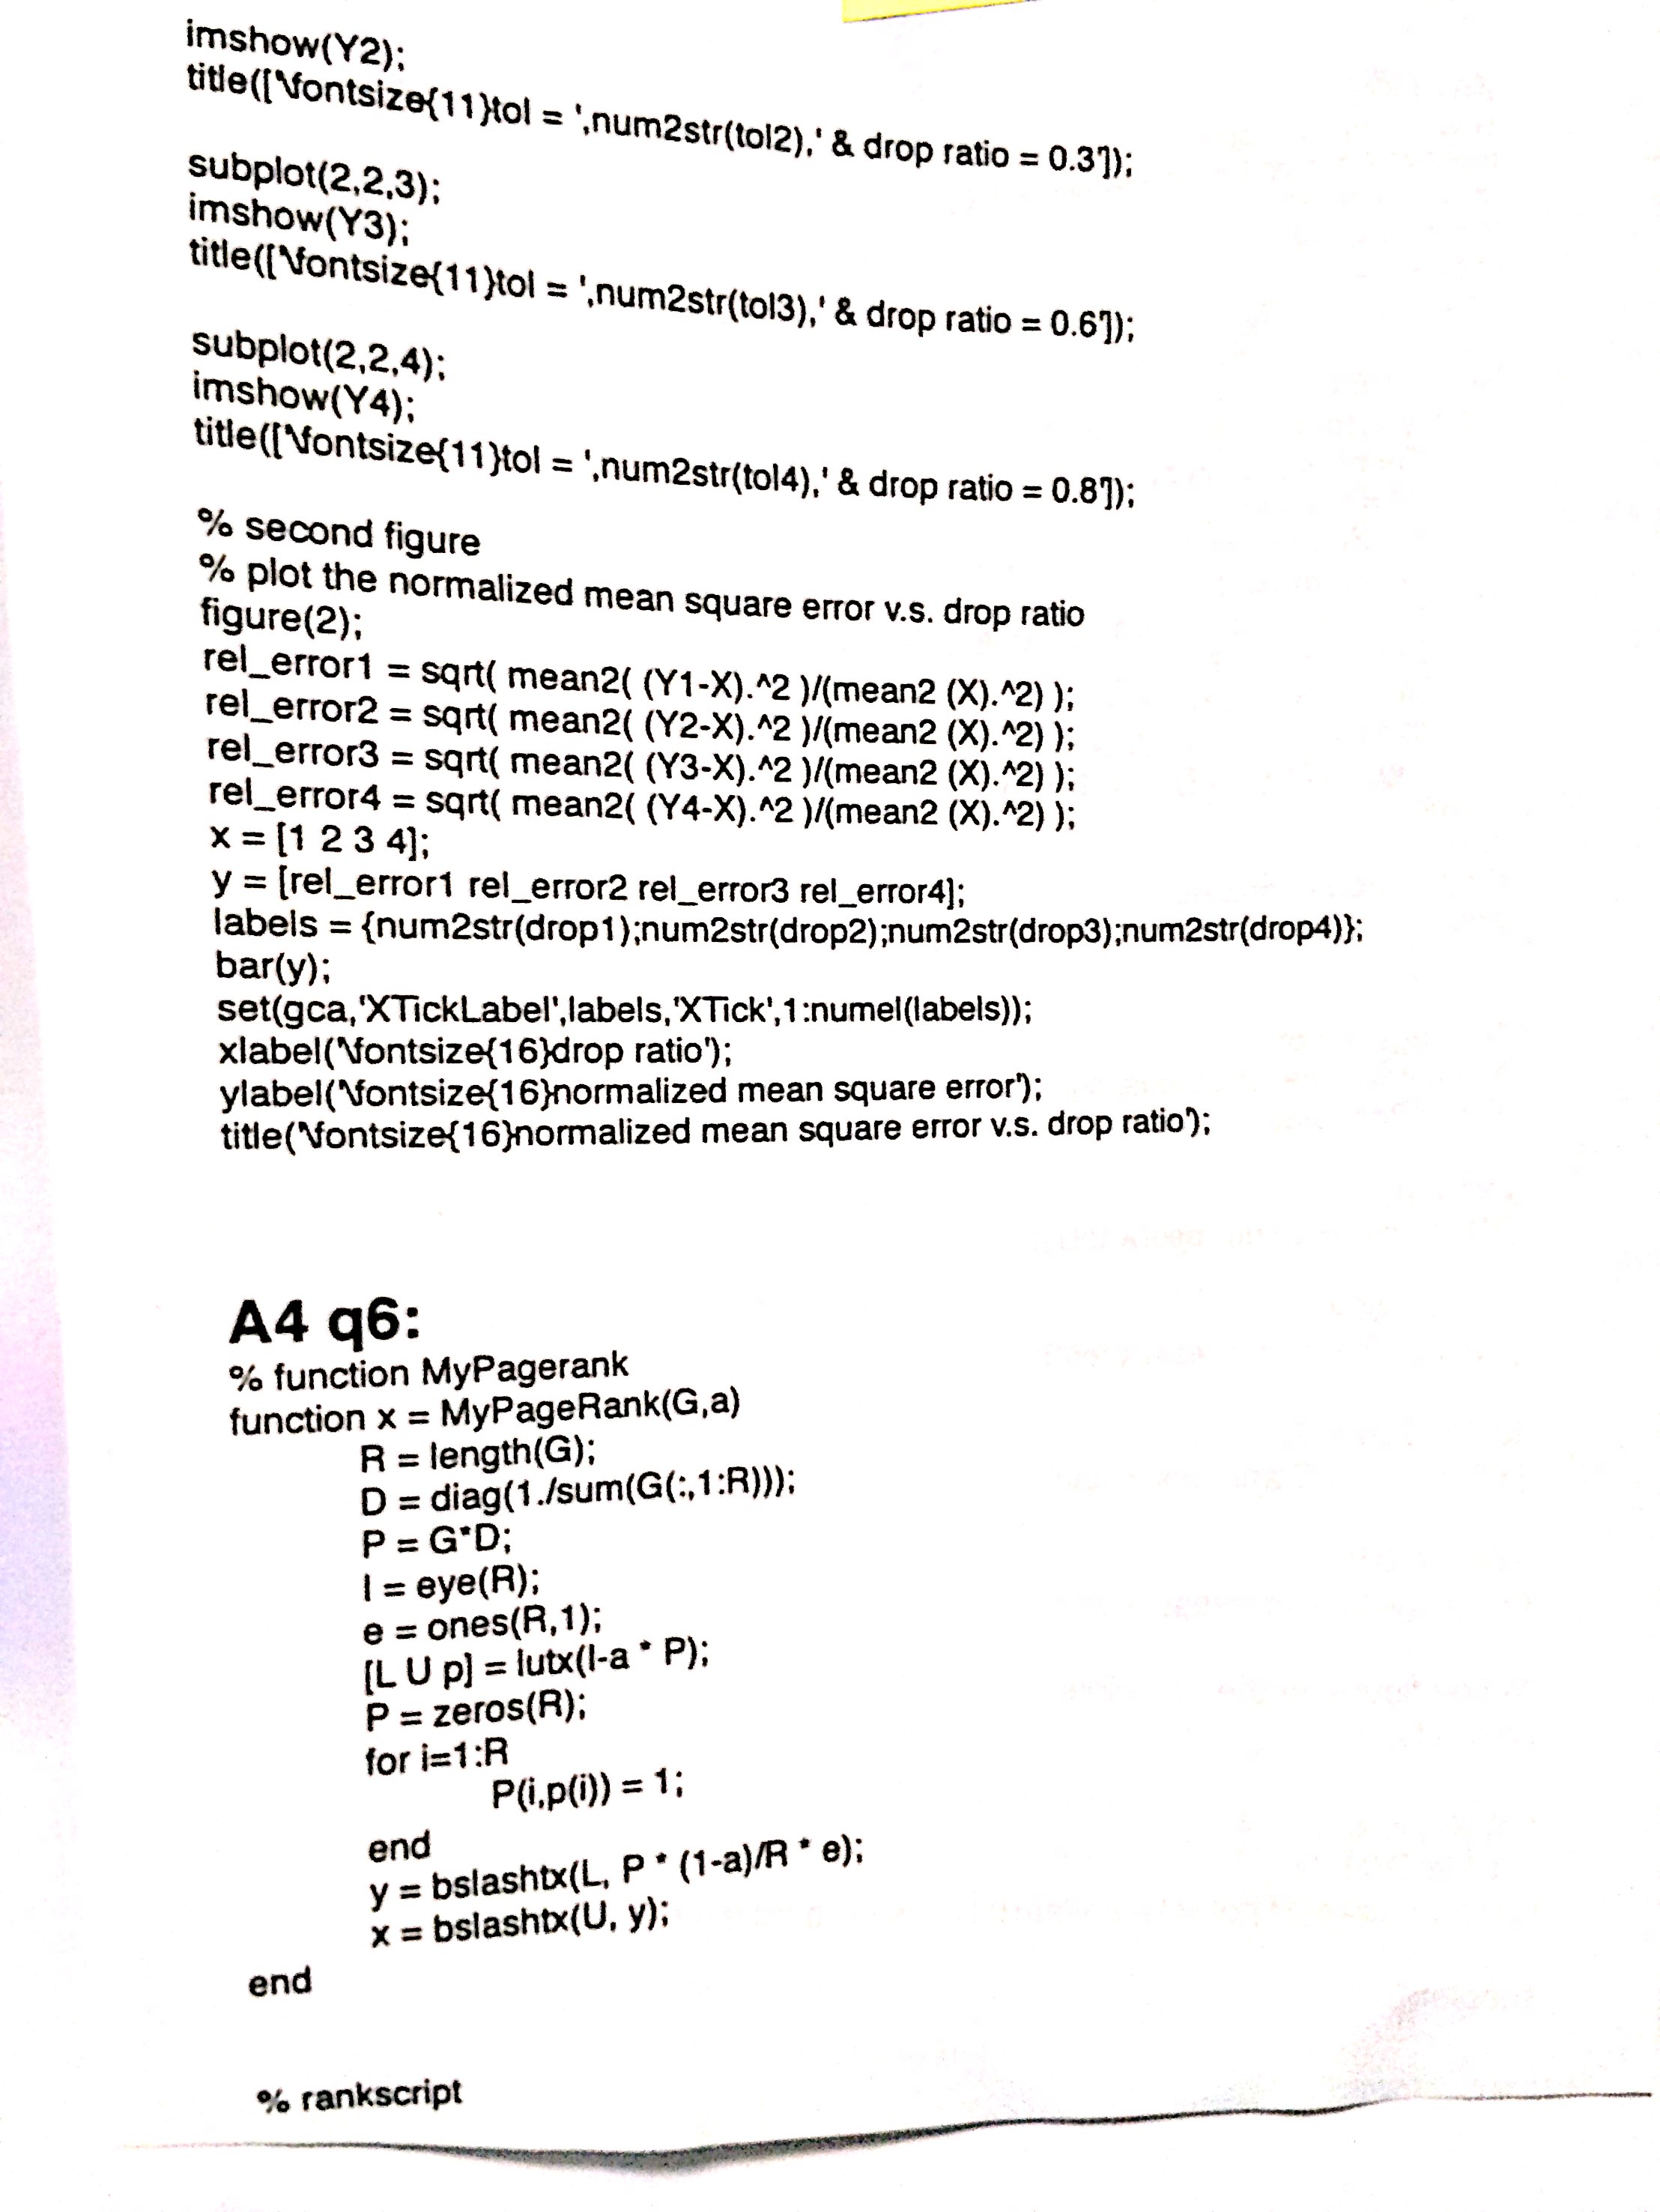 imshow(Y2);
title(['\fontsize{11}tol = ',num2str(tol2),' & drop ratio = 0.3']);
subplot(2,2,3);
imshow(Y3);
title(['\fontsize{11}tol = ',num2str(tol3),' & drop ratio = 0.6']);
subplot(2,2,4);
imshow(Y4);
title(['\fontsize{11}tol = ',num2str(tol4),' & drop ratio = 0.8']);
% second figure
% plot the normalized mean square error v.s. drop ratio
figure(2);
rel_error1 = sqrt( mean2( (Y1-X).^2 )/(mean2 (X).^2) );
rel_error2 = sqrt( mean2( (Y2-X).^2 )/(mean2 (X).^2) );
rel_error3 = sqrt( mean2( (Y3-X).^2 )/(mean2 (X).^2) );
rel_error4 = sqrt( mean2( (Y4-X).^2 )/(mean2 (X).^2) );
x = [1 2 3 4];
y = [rel_error1 rel_error2 rel_error3 rel_error4];
labels = {num2str(drop1);num2str(drop2);num2str(drop3);num2str(drop4)};
bar(y);
set(gca,'XTickLabel',labels,'XTick',1:numel(labels));
xlabel('\fontsize{16}drop ratio');
ylabel('\fontsize{16}normalized mean square error');
title('\fontsize{16}normalized mean square error v.s. drop ratio');
A4 q6:
% function MyPagerank
function x = MyPageRank(G,a)
R = length(G);
D = diag(1./sum(G(:,1:R)));
P = G*D;
I = eye(R);
e = ones(R,1);
[L U p] = lutx(I-a * P);
P = zeros(R);
for i=1:R
P(i,p(i)) = 1;
end
y = bslashtx(L, P * (1-a)/R * e);
x = bslashtx(U, y);
end
% rankscript